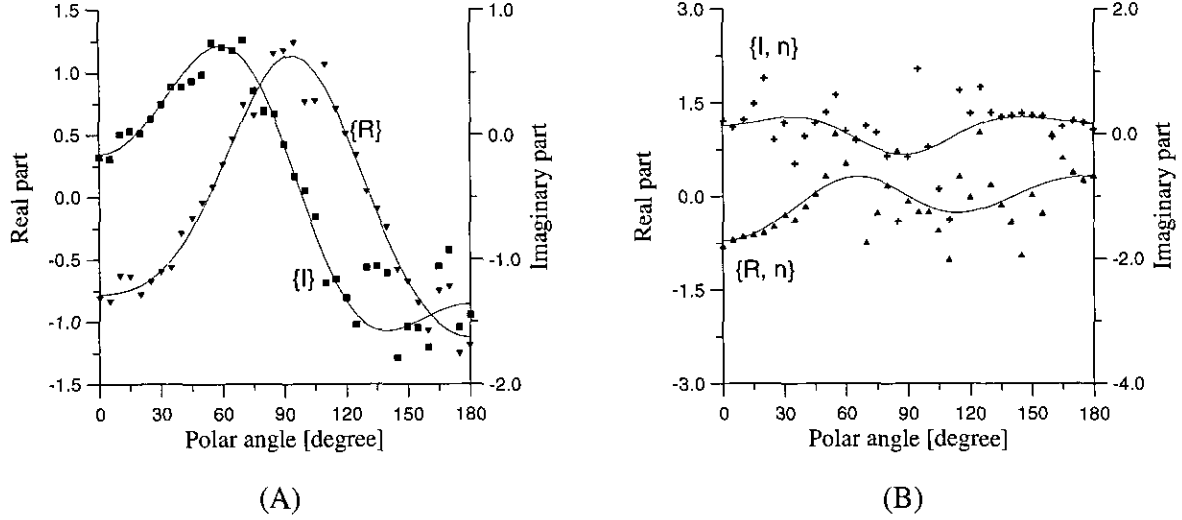 1.5
1.0
0.5
0.0
-0.5
-1.0
-1.5
Real part
1.0
0.0
-1.0
-2.0
Imaginary part
{R}
{I}
0 30 60 90 120 150 180
Polar angle [degree]
(A)
3.0
1.5
0.0
-1.5
-3.0
Real part
2.0
0.0
-2.0
-4.0
Imaginary part
{I, n}
{R, n}
0 30 60 90 120 150 180
Polar angle [degree]
(B)